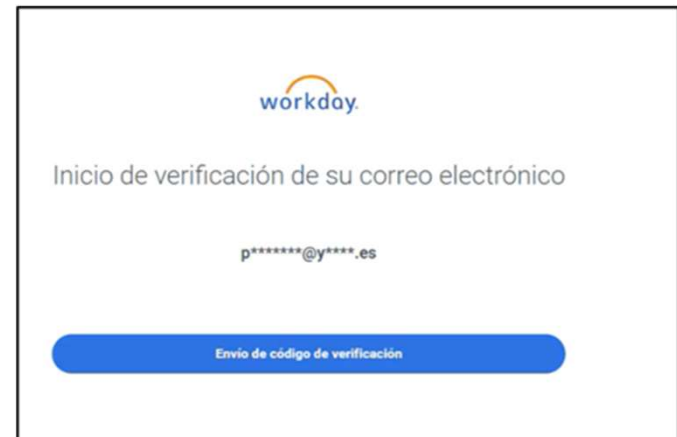 workday.
Inicio de verificación de su correo electrónico
p*******@y****.es
Envío de código de verificación